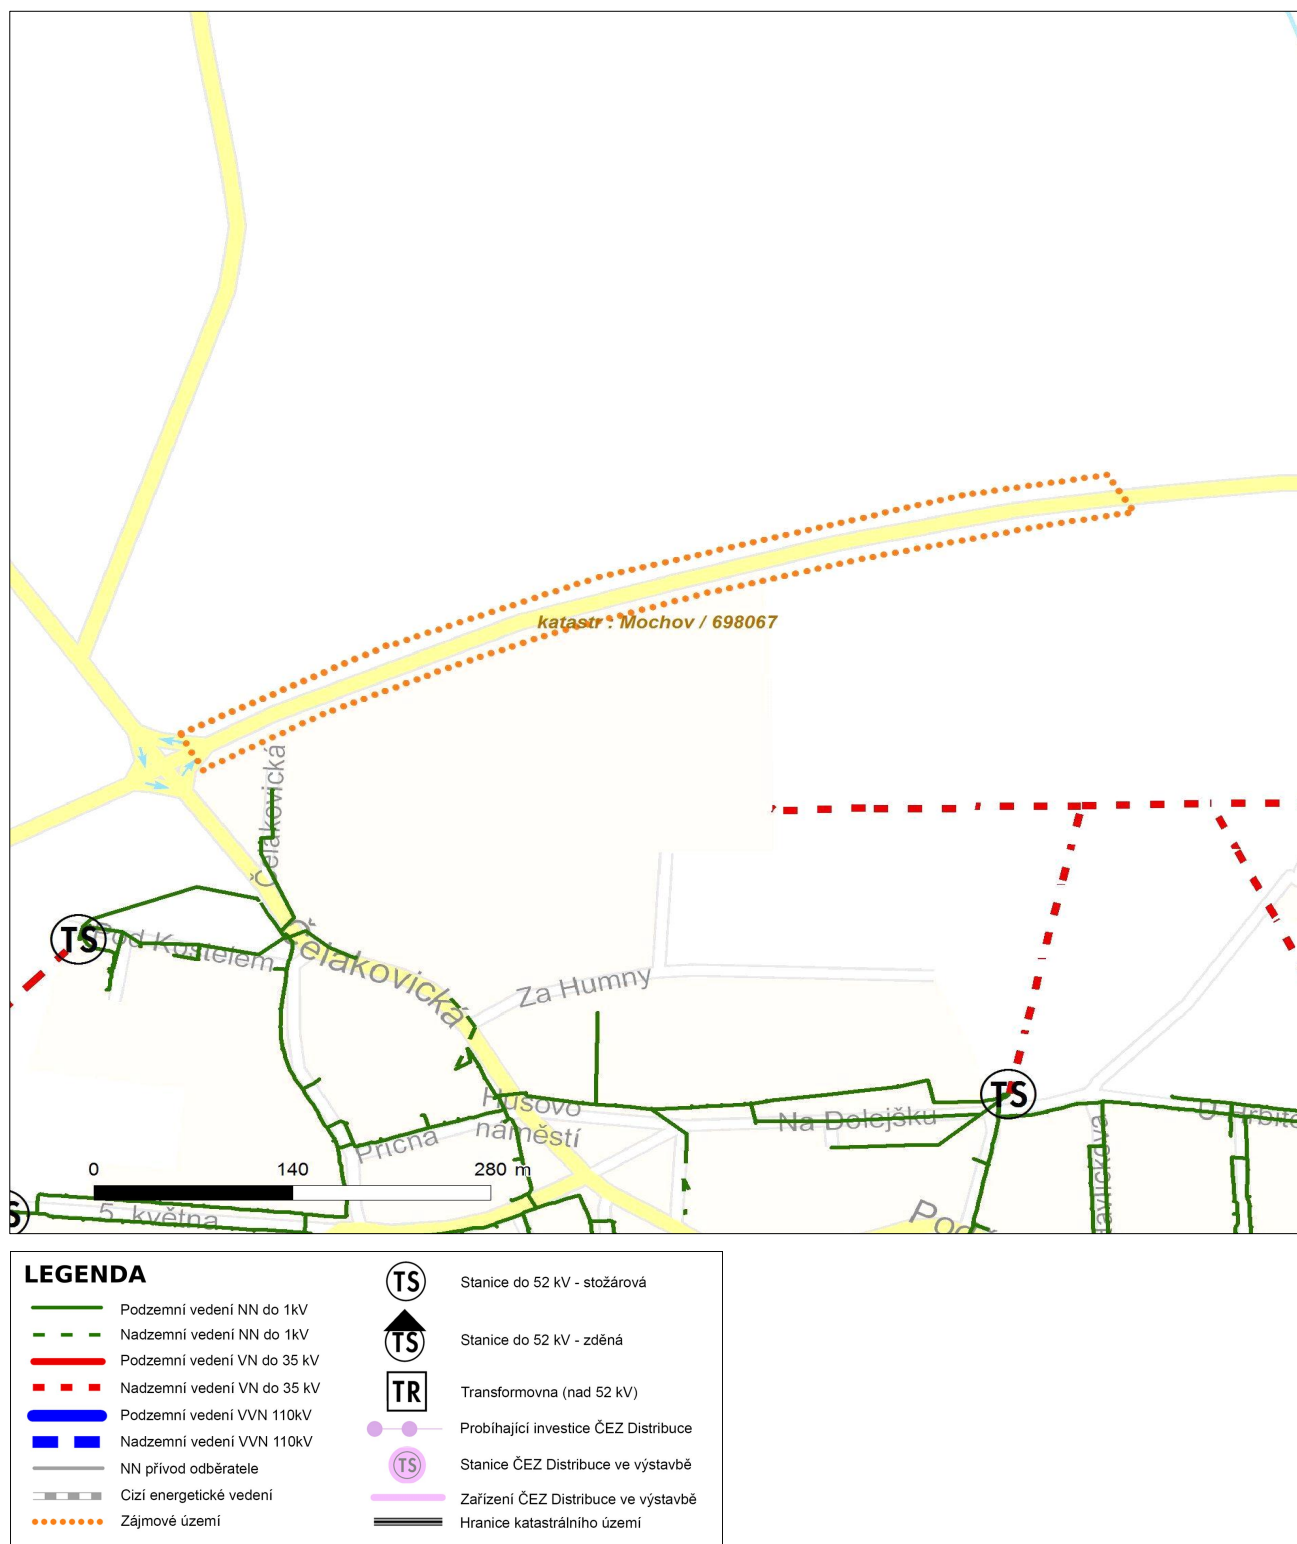 katastr : Mochov / 698067
Čelakovická
Pod Kostelem
Čelakovická
Za Humny
TS
TS
Husovo
náměstí
Na Dolejšku
Příčná
Havlíčkova
0 140 280 m
5. května
LEGENDA
Podzemní vedení NN do 1kV
Nadzemní vedení NN do 1kV
Podzemní vedení VN do 35 kV
Nadzemní vedení VN do 35 kV
Podzemní vedení VVN 110kV
Nadzemní vedení VVN 110kV
NN přívod odběratele
Cizí energetické vedení
Zájmové území
TS Stanice do 52 kV - stožárová
TS Stanice do 52 kV - zděná
TR Transformovna (nad 52 kV)
Probíhající investice ČEZ Distribuce
TS Stanice ČEZ Distribuce ve výstavbě
Zařízení ČEZ Distribuce ve výstavbě
Hranice katastrálního území